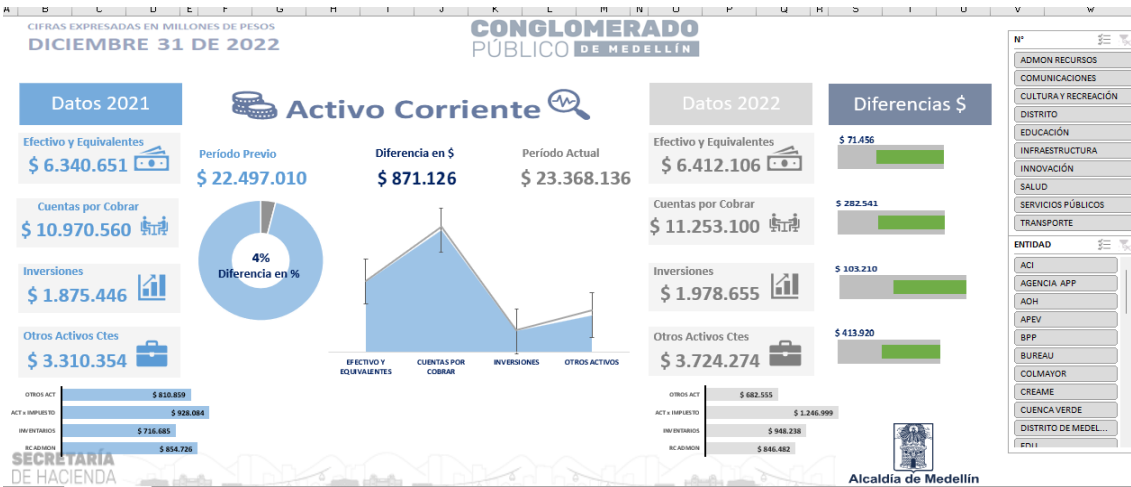 A B C D E F G H I J K L M N O P Q R S T U V W
CIFRAS EXPRESADAS EN MILLONES DE PESOS
DICIEMBRE 31 DE 2022
CONGLOMERADO
PÚBLICO DE MEDELLÍN
Datos 2021
Activo Corriente
Datos 2022
Diferencias $
Efectivo y Equivalentes
$ 6.340.651
Cuentas por Cobrar
$ 10.970.560
Inversiones
$ 1.875.446
Otros Activos Ctes
$ 3.310.354
Período Previo
$ 22.497.010
Diferencia en $
$ 871.126
Período Actual
$ 23.368.136
4%
Diferencia en %
EFECTIVO Y
EQUIVALENTES
CUENTAS POR
COBRAR
INVERSIONES
OTROS ACTIVOS
Efectivo y Equivalentes
$ 6.412.106
Cuentas por Cobrar
$ 11.253.100
Inversiones
$ 1.978.655
Otros Activos Ctes
$ 3.724.274
$ 71.456
$ 282.541
$ 103.210
$ 413.920
OTROS ACT $ 810.859
ACT x IMPUESTO $ 928.084
INVENTARIOS $ 716.685
RC ADMON $ 854.726
OTROS ACT $ 682.555
ACT x IMPUESTO $ 1.246.999
INVENTARIOS $ 948.238
RC ADMON $ 846.482
SECRETARÍA
DE HACIENDA
Alcaldía de Medellín
N°
ADMON RECURSOS
COMUNICACIONES
CULTURA Y RECREACIÓN
DISTRITO
EDUCACIÓN
INFRAESTRUCTURA
INNOVACIÓN
SALUD
SERVICIOS PÚBLICOS
TRANSPORTE
ENTIDAD
ACI
AGENCIA APP
AOH
APEV
BPP
BUREAU
COLMAYOR
CREAME
CUENCA VERDE
DISTRITO DE MEDEL...
EDU